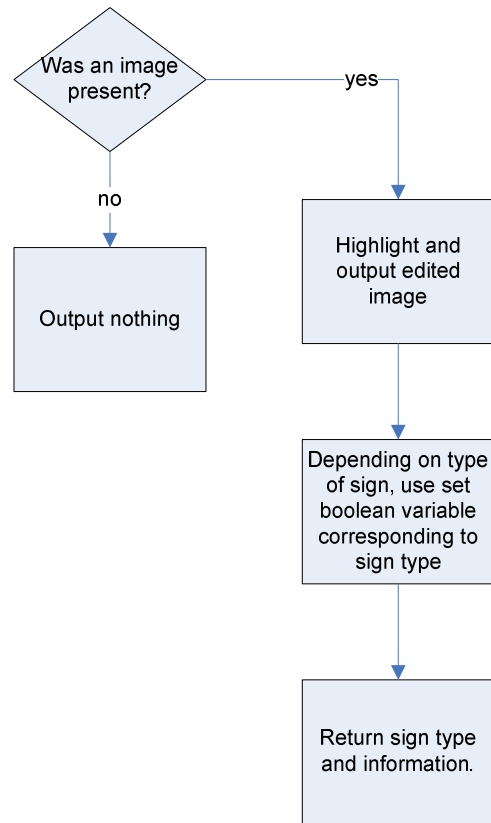 Was an image
present?
yes
no
Highlight and
output edited
image
Output nothing
Depending on type
of sign, use set
boolean variable
corresponding to
sign type
Return sign type
and information.